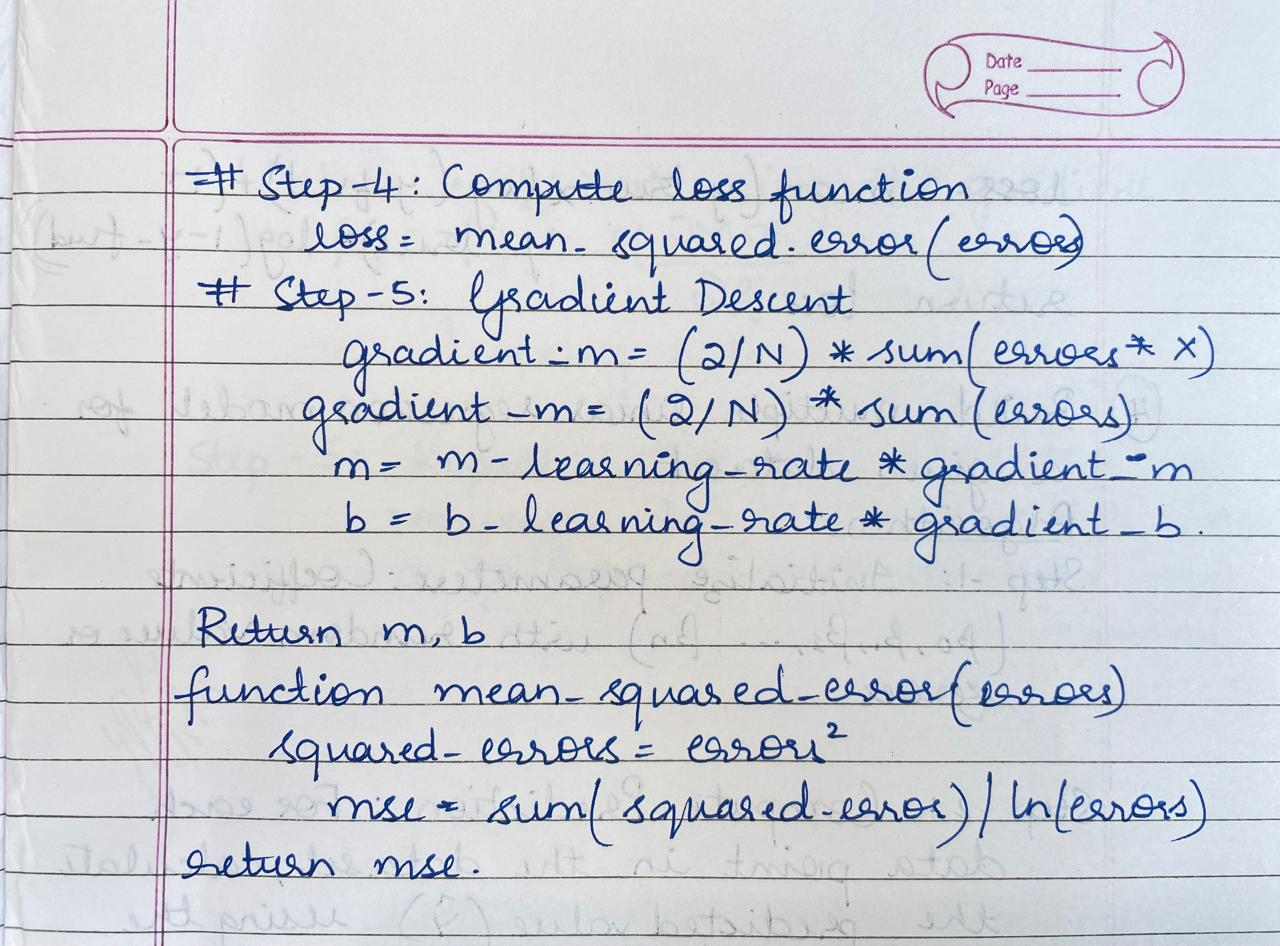 Date
Page
# Step-4: Compute loss function
loss = mean_squared_error(errors)
# Step-5: Gradient Descent
gradient_m = (2/N) * sum(errors * x)
gradient_m = (2/N) * sum(errors)
m = m - learning_rate * gradient_m
b = b - learning_rate * gradient_b.
Return m, b
function mean_squared_error(errors)
squared_errors = errors²
mse = sum(squared_error) / ln(errors)
return mse.